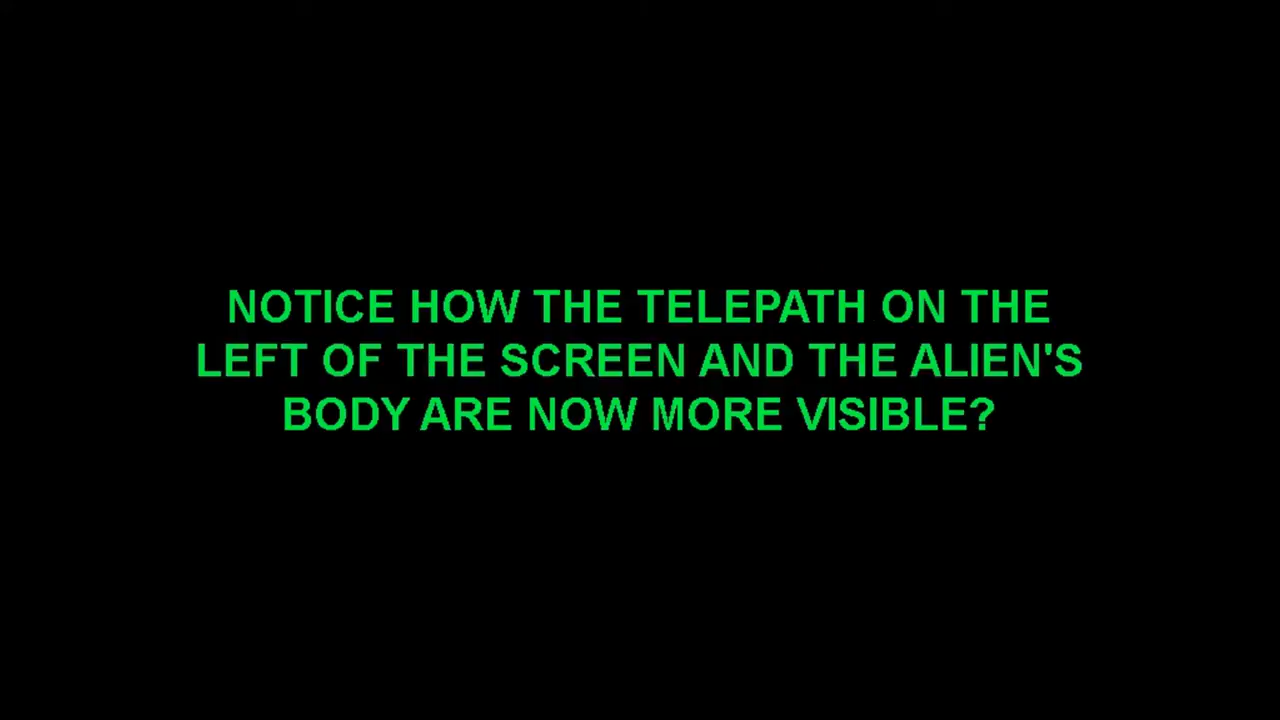 NOTICE HOW THE TELEPATH ON THE
LEFT OF THE SCREEN AND THE ALIEN'S
BODY ARE NOW MORE VISIBLE?